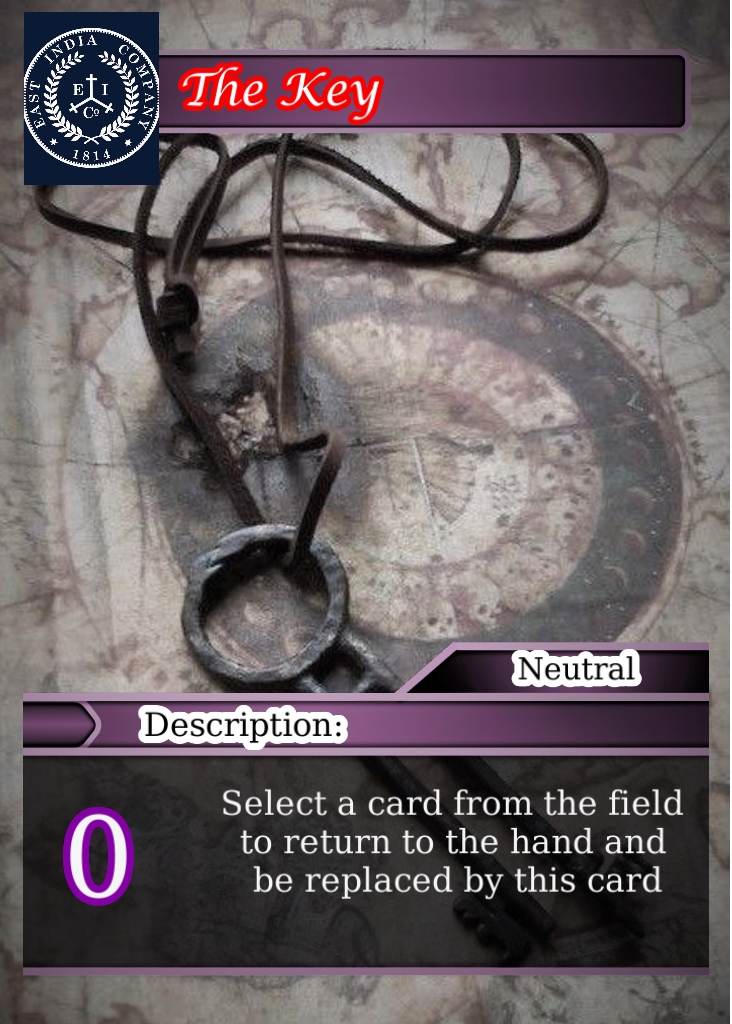 EAST INDIA COMPANY
E I
Cº
1814
The Key
Neutral
Description:
0
Select a card from the field
to return to the hand and
be replaced by this card